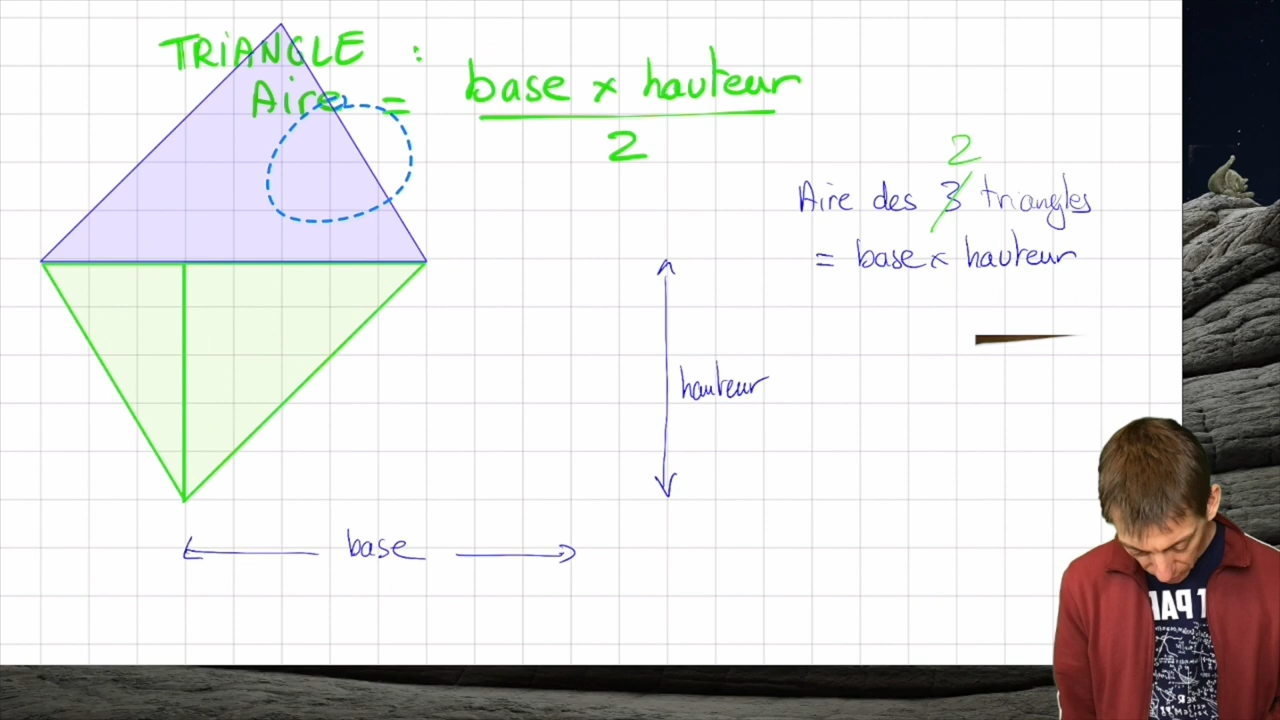 TRiANGLE :
Aire = base x hauteur
2
2
Aire des 3 triangles
= base x hauteur
hauteur
base